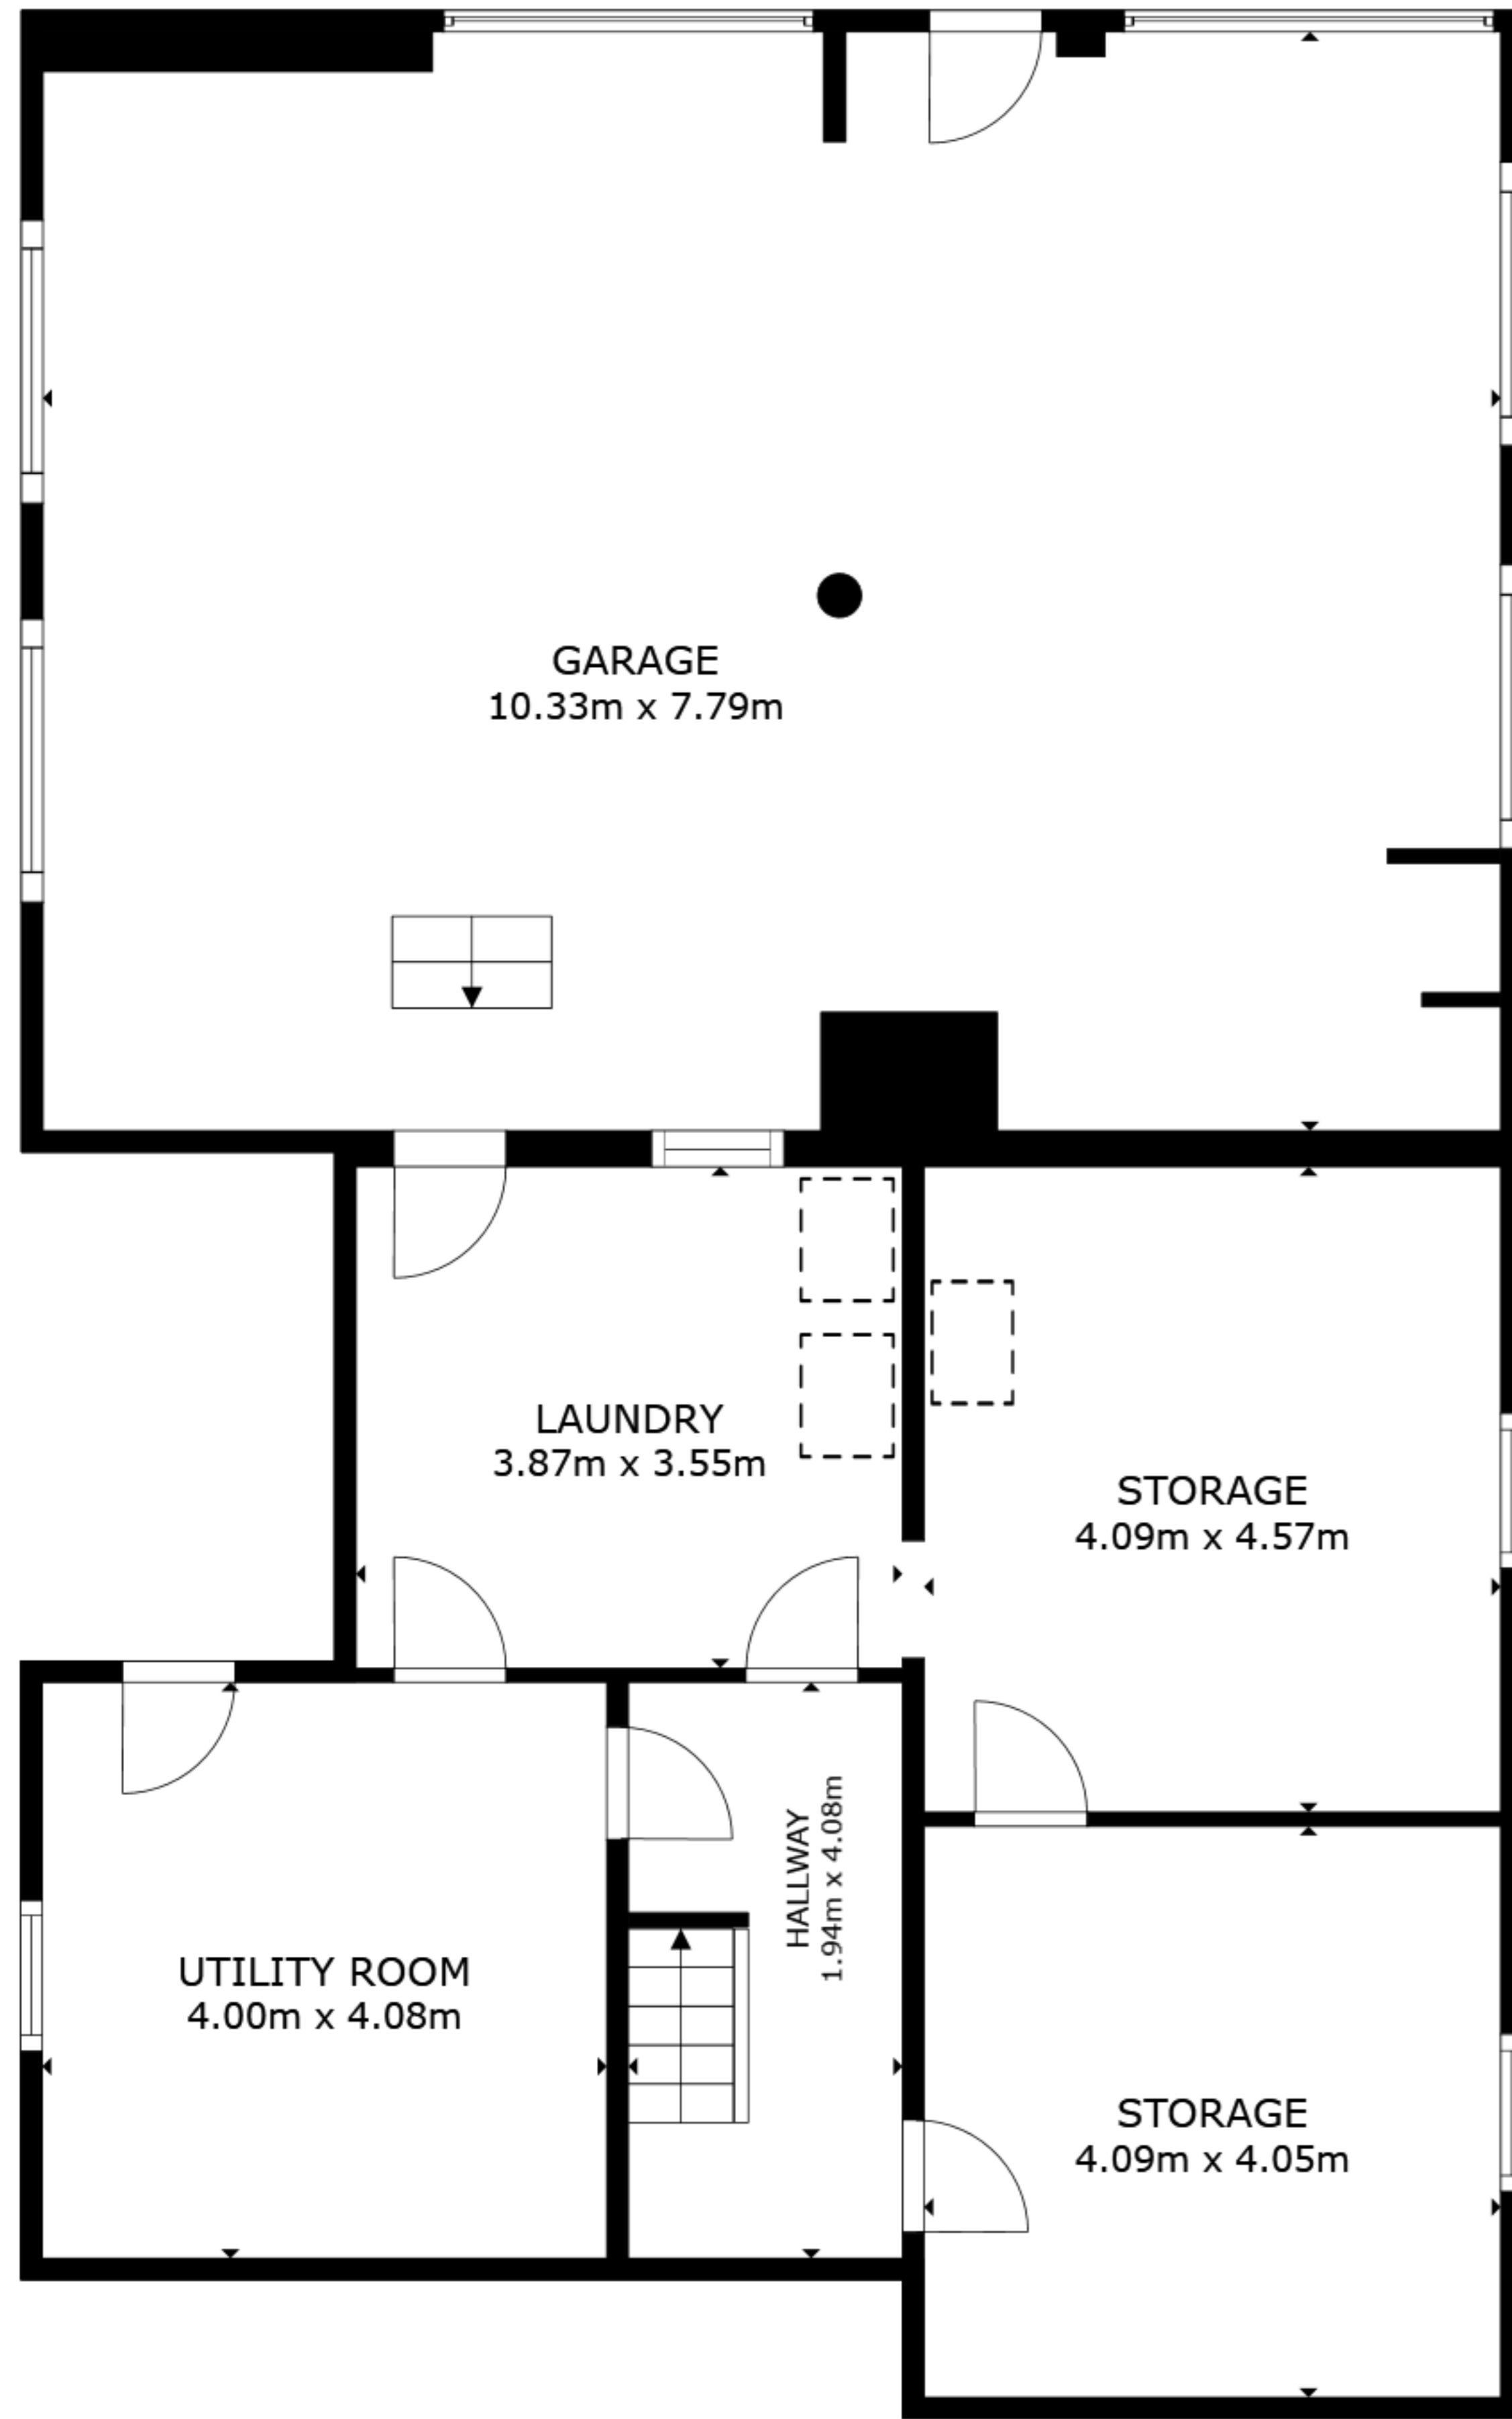 GARAGE
10.33m x 7.79m
LAUNDRY
3.87m x 3.55m
STORAGE
4.09m x 4.57m
HALLWAY
1.94m x 4.08m
UTILITY ROOM
4.00m x 4.08m
STORAGE
4.09m x 4.05m